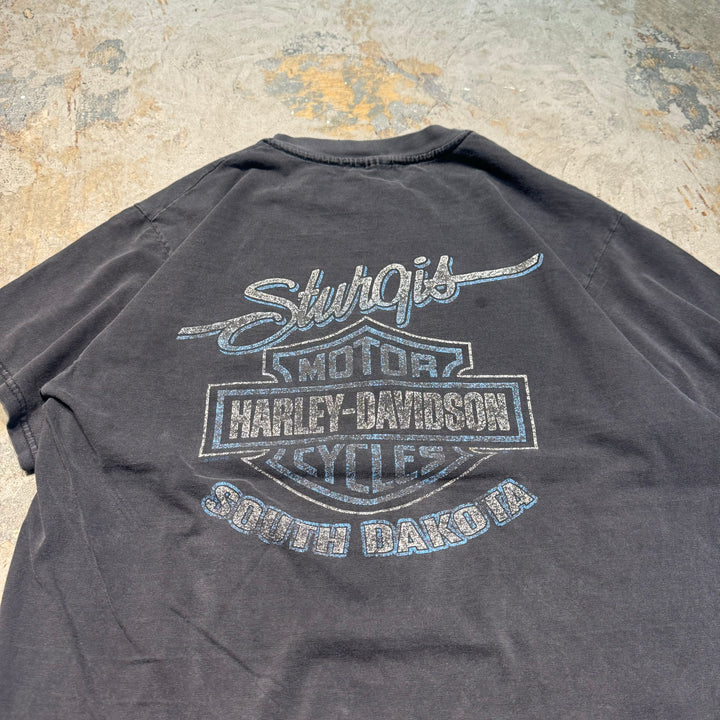 Sturgis
MOTOR
HARLEY-DAVIDSON
CYCLES
SOUTH DAKOTA